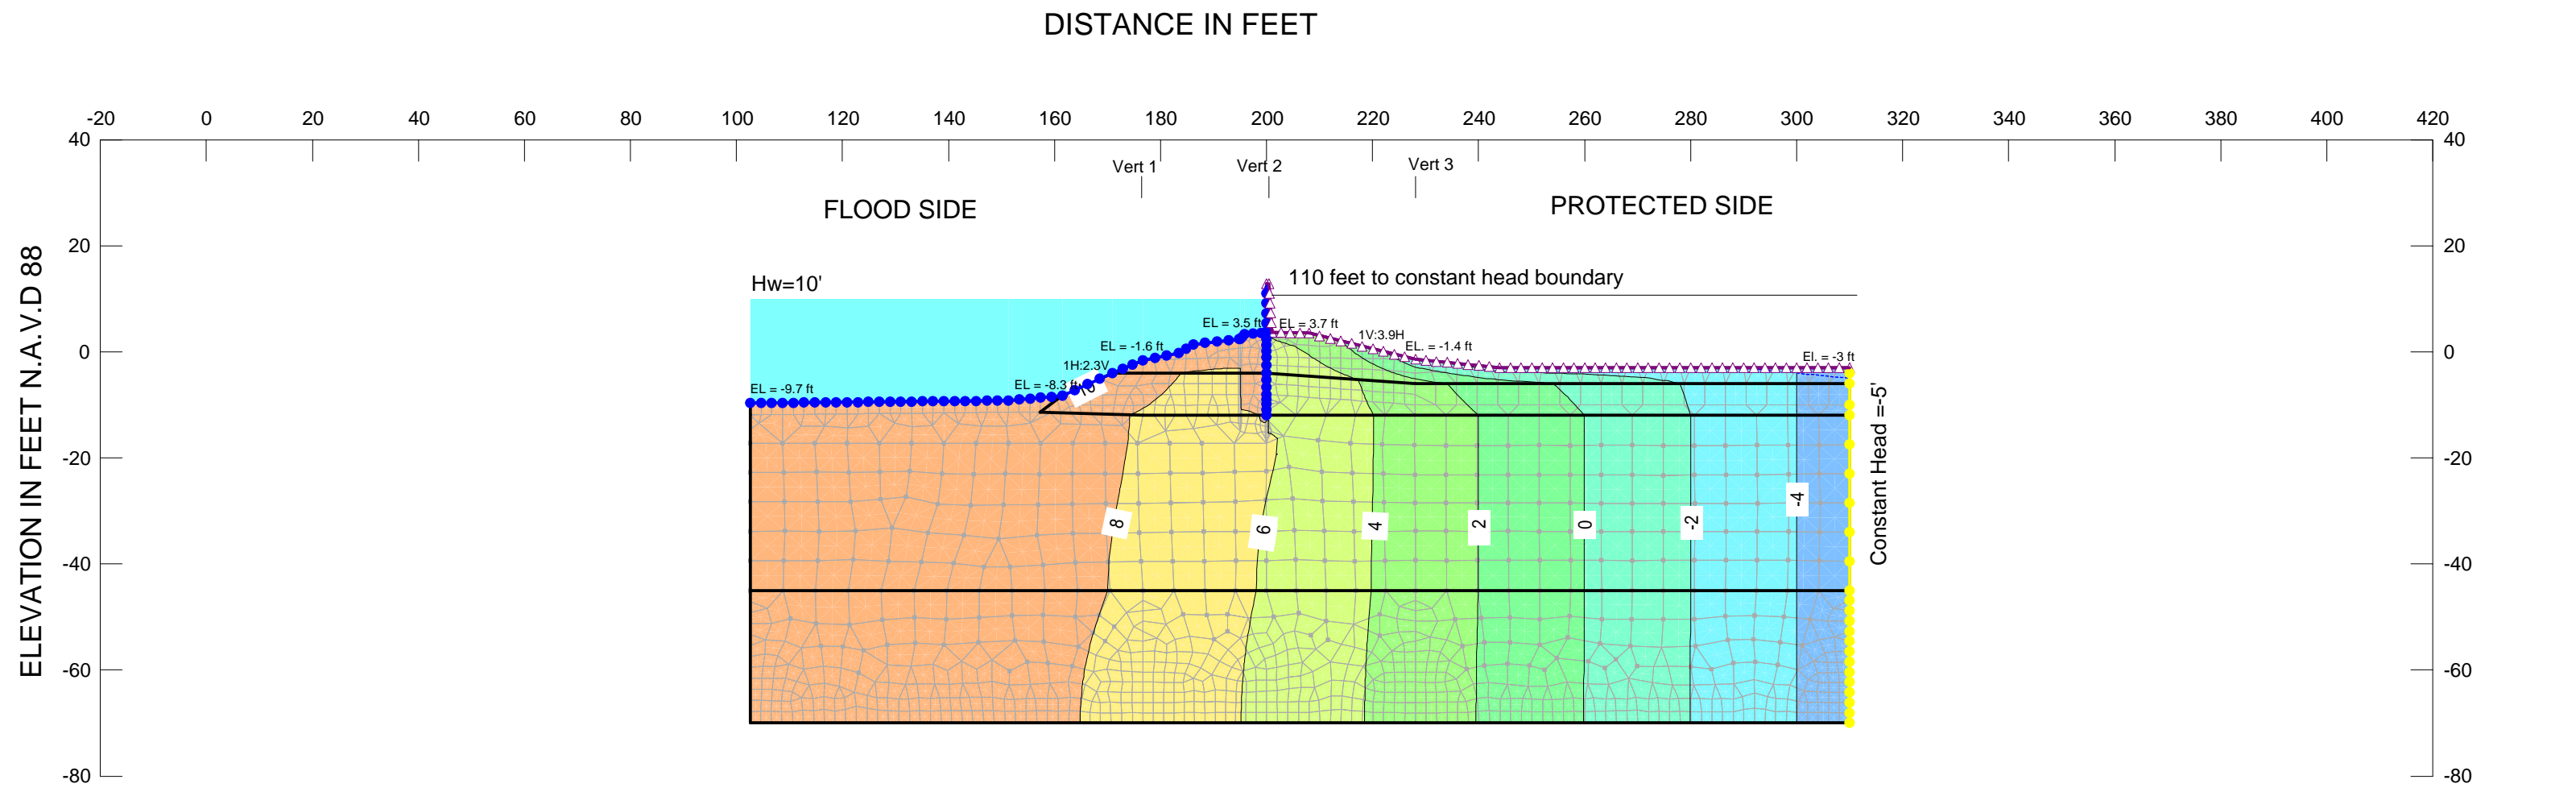 DISTANCE IN FEET
-20 0 20 40 60 80 100 120 140 160 180 200 220 240 260 280 300 320 340 360 380 400 420
40 40
Vert 1 Vert 2 Vert 3
FLOOD SIDE PROTECTED SIDE
20 20
ELEVATION IN FEET N.A.V.D 88
Hw=10' 110 feet to constant head boundary
EL = 3.5 ft EL = 3.7 ft
1V:3.9H
EL = -1.6 ft EL. = -1.4 ft
0 El. = -3 ft 0
1H:2.3V
EL = -9.7 ft EL = -8.3 ft
10
Constant Head =-5'
-20 -20
8 6 4 2 0 -2 -4
-40 -40
-60 -60
-80 -80